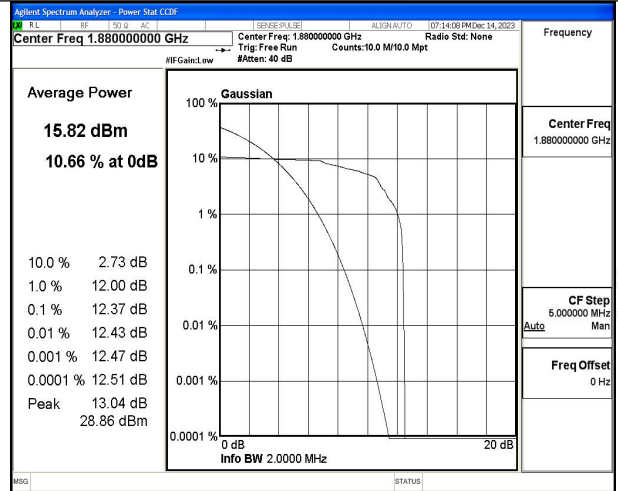 Agilent Spectrum Analyzer - Power Stat CCDF
RL RF 50 Ω AC SENSE:PULSE ALIGN AUTO 07:14:08 PM Dec 14, 2023
Center Freq 1.880000000 GHz
Center Freq: 1.880000000 GHz Radio Std: None
Trig: Free Run Counts:10.0 M/10.0 Mpt
#IFGain:Low #Atten: 40 dB
Frequency
Average Power
15.82 dBm
10.66 % at 0dB
10.0 % 2.73 dB
1.0 % 12.00 dB
0.1 % 12.37 dB
0.01 % 12.43 dB
0.001 % 12.47 dB
0.0001 % 12.51 dB
Peak 13.04 dB
28.86 dBm
Gaussian
100 %
10 %
1 %
0.1 %
0.01 %
0.001 %
0.0001 %
0 dB 20 dB
Info BW 2.0000 MHz
Center Freq
1.880000000 GHz
CF Step
5.000000 MHz
Auto Man
Freq Offset
0 Hz
MSG STATUS